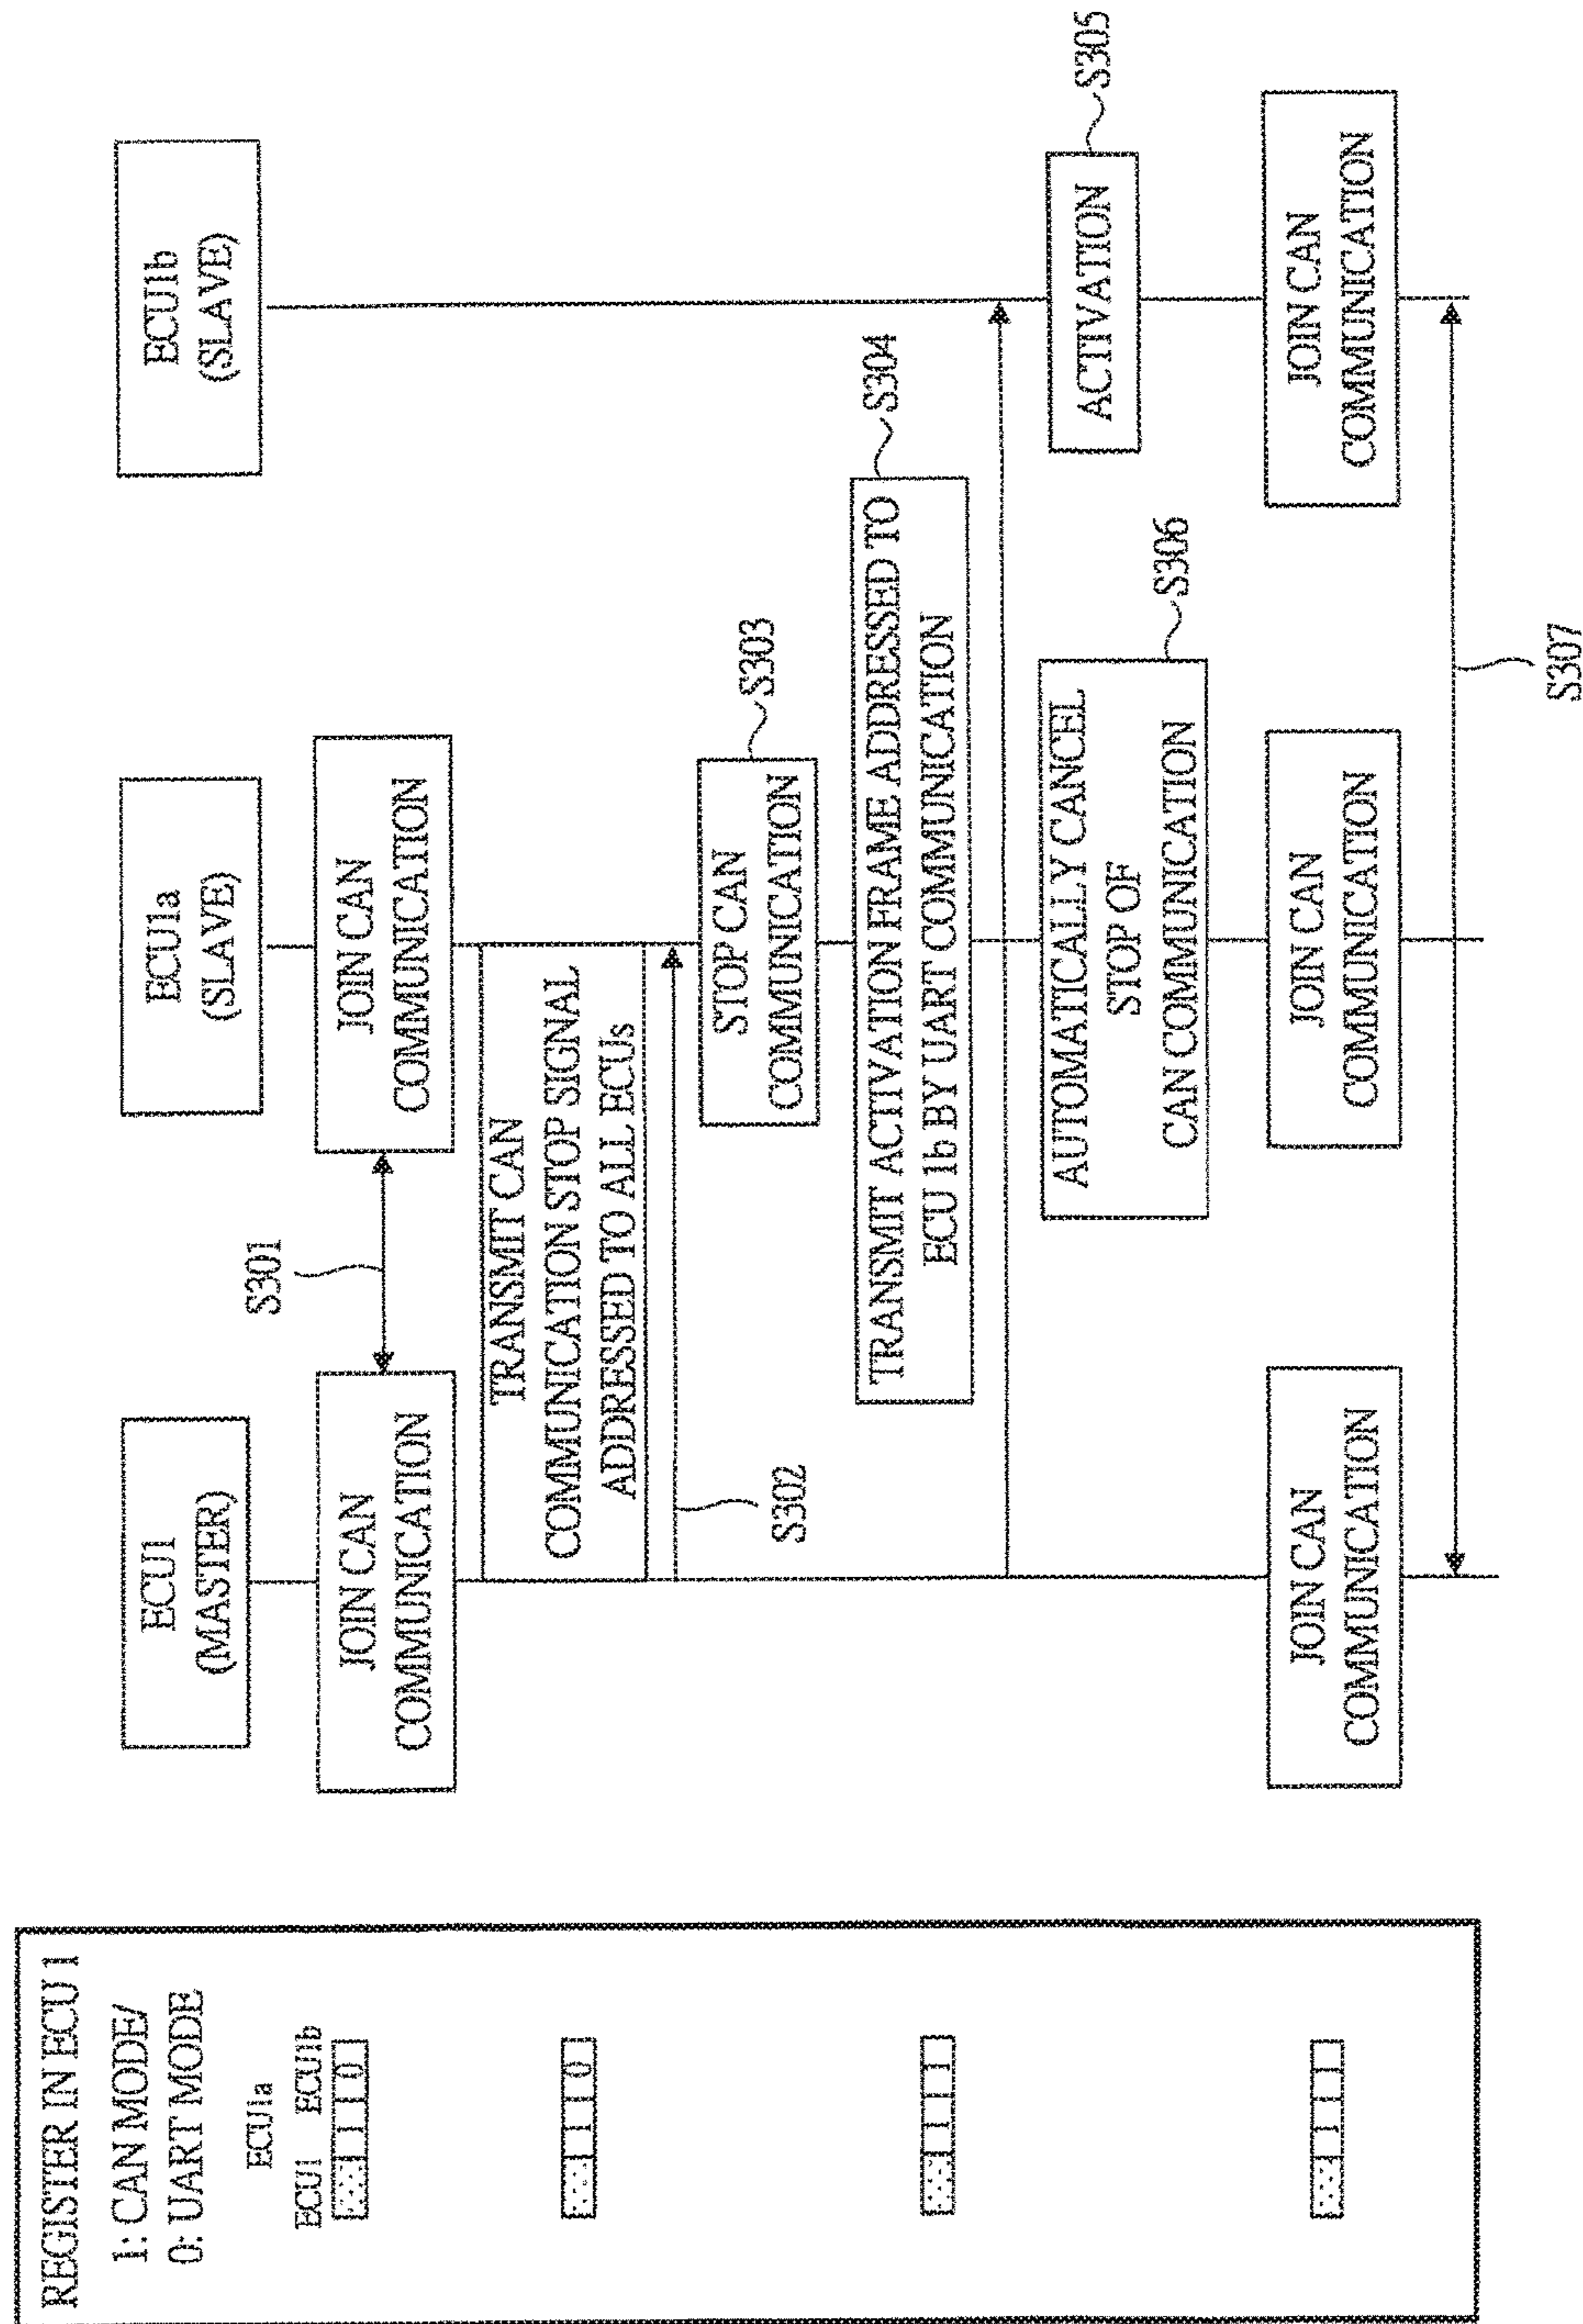 REGISTER IN ECU 1
1: CAN MODE/
0: UART MODE
ECU1a
ECU1 ECU1b
1 1 0
1 1 0
1 1 1
1 1 1
ECU1
(MASTER)
ECU1a
(SLAVE)
ECU1b
(SLAVE)
JOIN CAN
COMMUNICATION
S301
JOIN CAN
COMMUNICATION
TRANSMIT CAN
COMMUNICATION STOP SIGNAL
ADDRESSED TO ALL ECUs
S302
STOP CAN
COMMUNICATION
S303
TRANSMIT ACTIVATION FRAME ADDRESSED TO
ECU 1b BY UART COMMUNICATION
S304
ACTIVATION
S305
AUTOMATICALLY CANCEL
STOP OF
CAN COMMUNICATION
S306
JOIN CAN
COMMUNICATION
JOIN CAN
COMMUNICATION
JOIN CAN
COMMUNICATION
S307